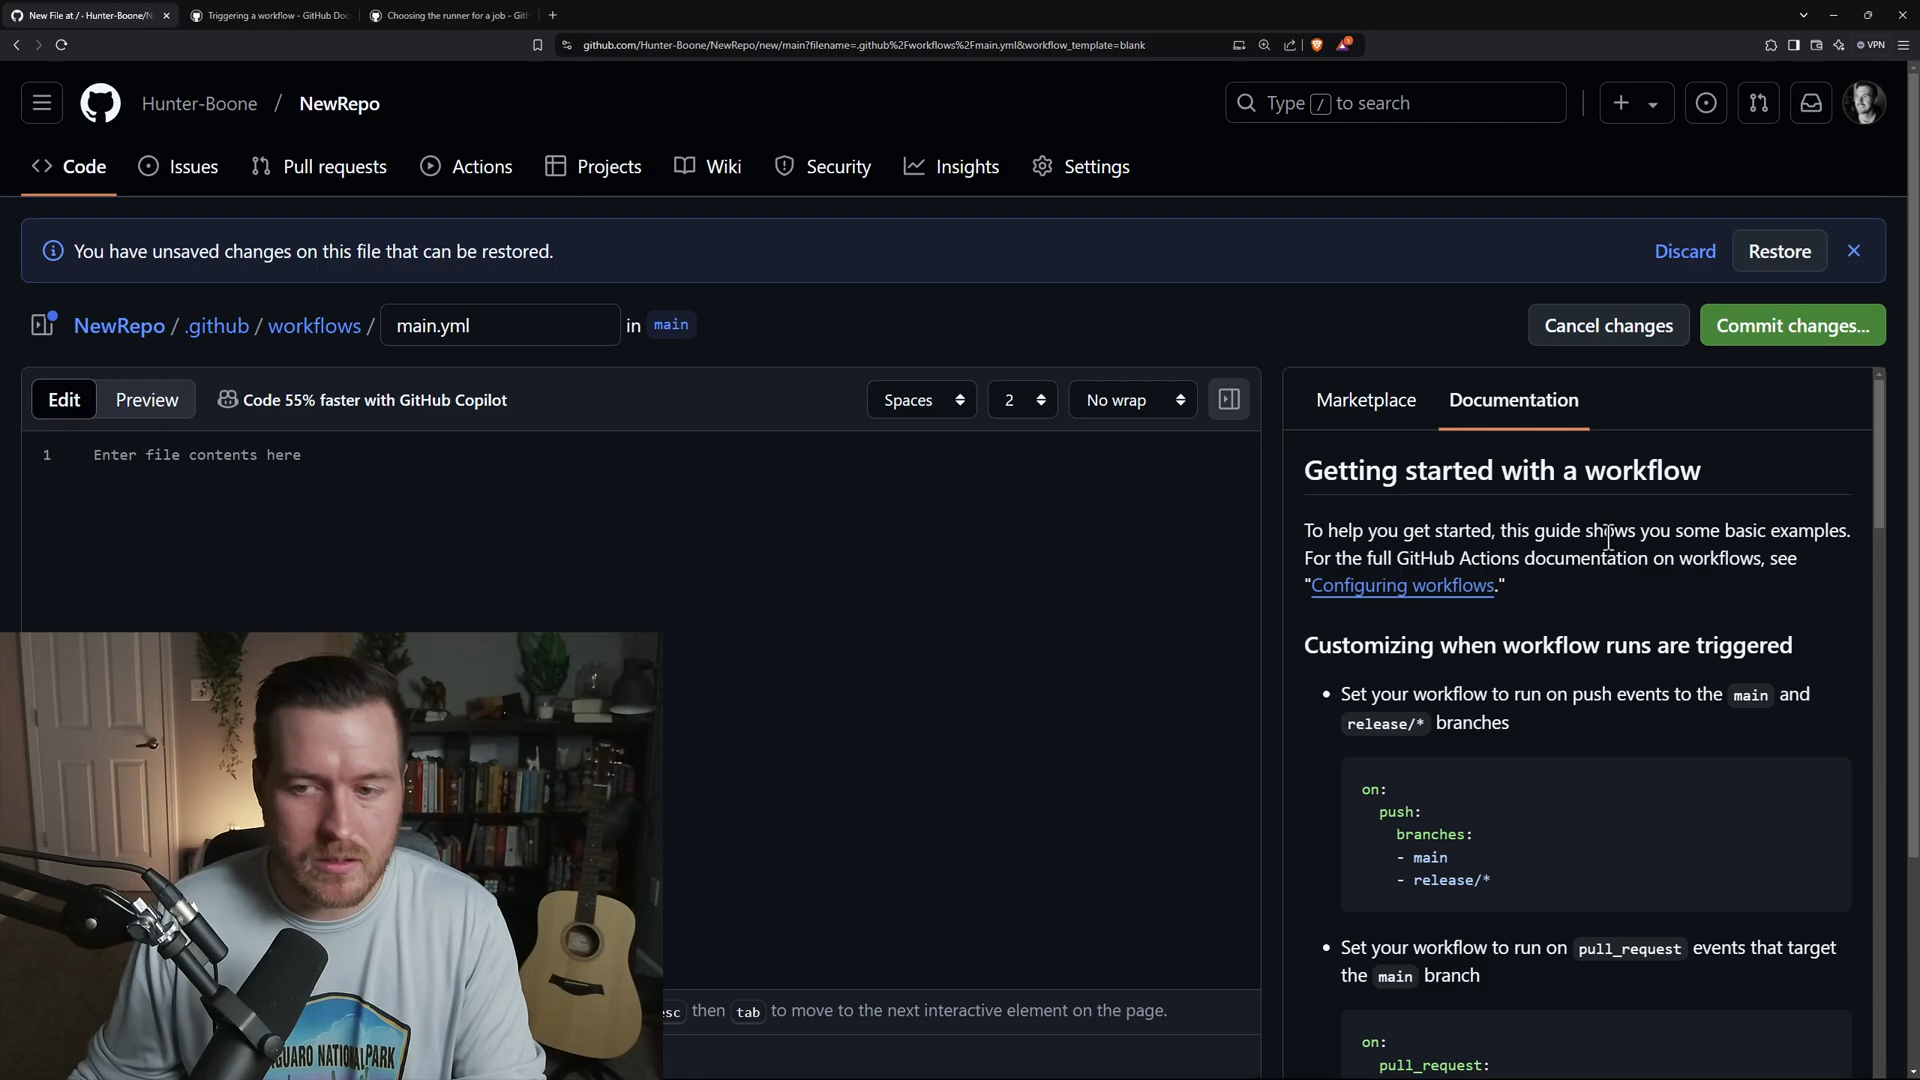 New File at / · Hunter-Boone/N
Triggering a workflow - GitHub Doc
Choosing the runner for a job - GitH
github.com/Hunter-Boone/NewRepo/new/main?filename=.github%2Fworkflows%2Fmain.yml&workflow_template=blank
1
VPN
Hunter-Boone / NewRepo
Type / to search
Code
Issues
Pull requests
Actions
Projects
Wiki
Security
Insights
Settings
You have unsaved changes on this file that can be restored.
Discard
Restore
NewRepo / .github / workflows / main.yml in main
Cancel changes
Commit changes...
Edit
Preview
Code 55% faster with GitHub Copilot
Spaces
2
No wrap
1 Enter file contents here
Marketplace
Documentation
Getting started with a workflow
To help you get started, this guide shows you some basic examples.
For the full GitHub Actions documentation on workflows, see
"Configuring workflows."
Customizing when workflow runs are triggered
• Set your workflow to run on push events to the main and
release/* branches
on:
push:
branches:
- main
- release/*
• Set your workflow to run on pull_request events that target
the main branch
on:
pull_request:
esc then tab to move to the next interactive element on the page.
GUARO NATIONAL PARK